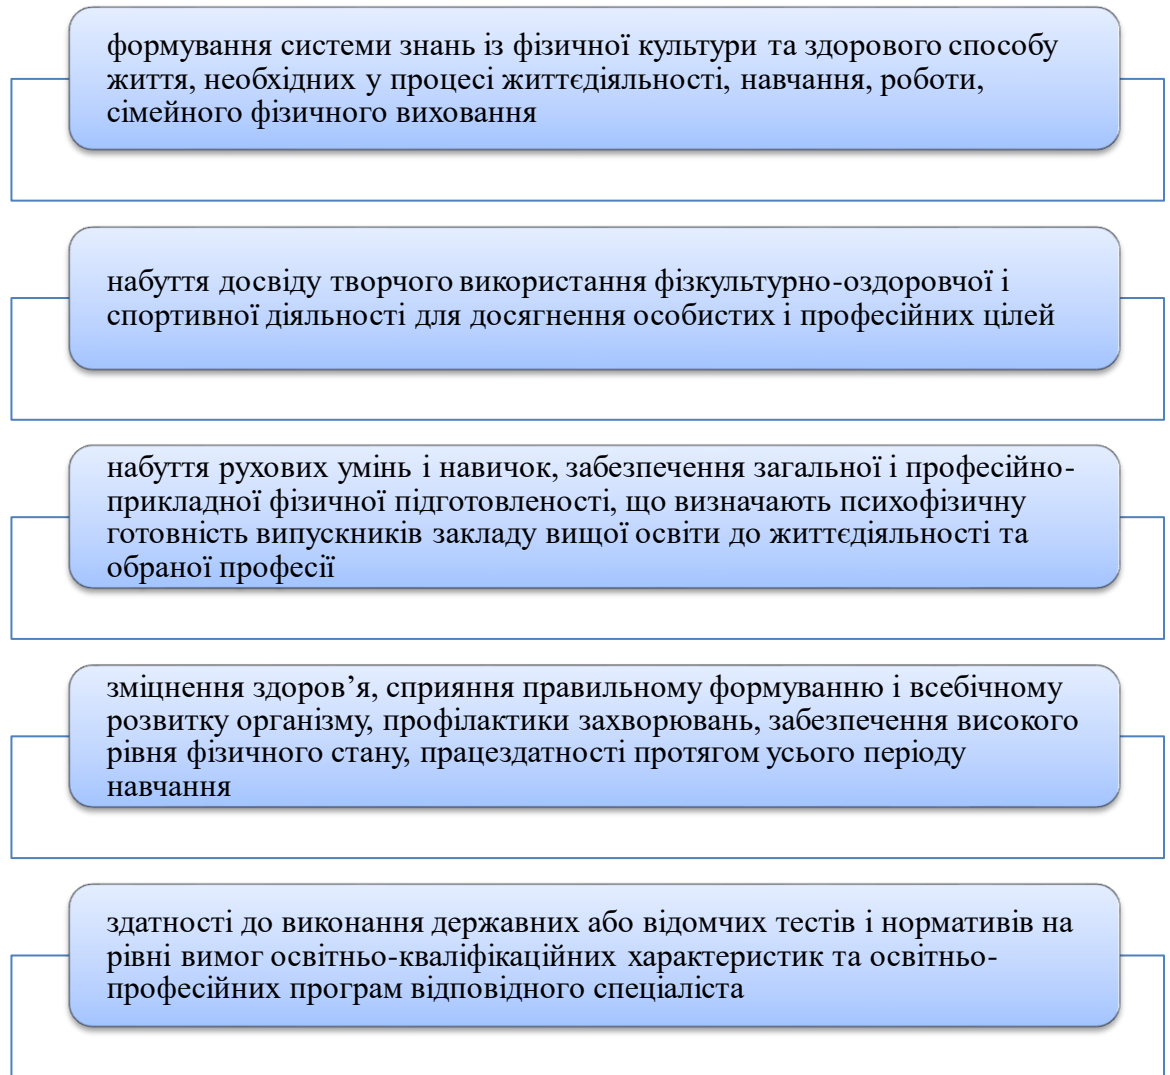 формування системи знань із фізичної культури та здорового способу
життя, необхідних у процесі життєдіяльності, навчання, роботи,
сімейного фізичного виховання
набуття досвіду творчого використання фізкультурно-оздоровчої і
спортивної діяльності для досягнення особистих і професійних цілей
набуття рухових умінь і навичок, забезпечення загальної і професійно-
прикладної фізичної підготовленості, що визначають психофізичну
готовність випускників закладу вищої освіти до життєдіяльності та
обраної професії
зміцнення здоров’я, сприяння правильному формуванню і всебічному
розвитку організму, профілактики захворювань, забезпечення високого
рівня фізичного стану, працездатності протягом усього періоду
навчання
здатності до виконання державних або відомчих тестів і нормативів на
рівні вимог освітньо-кваліфікаційних характеристик та освітньо-
професійних програм відповідного спеціаліста